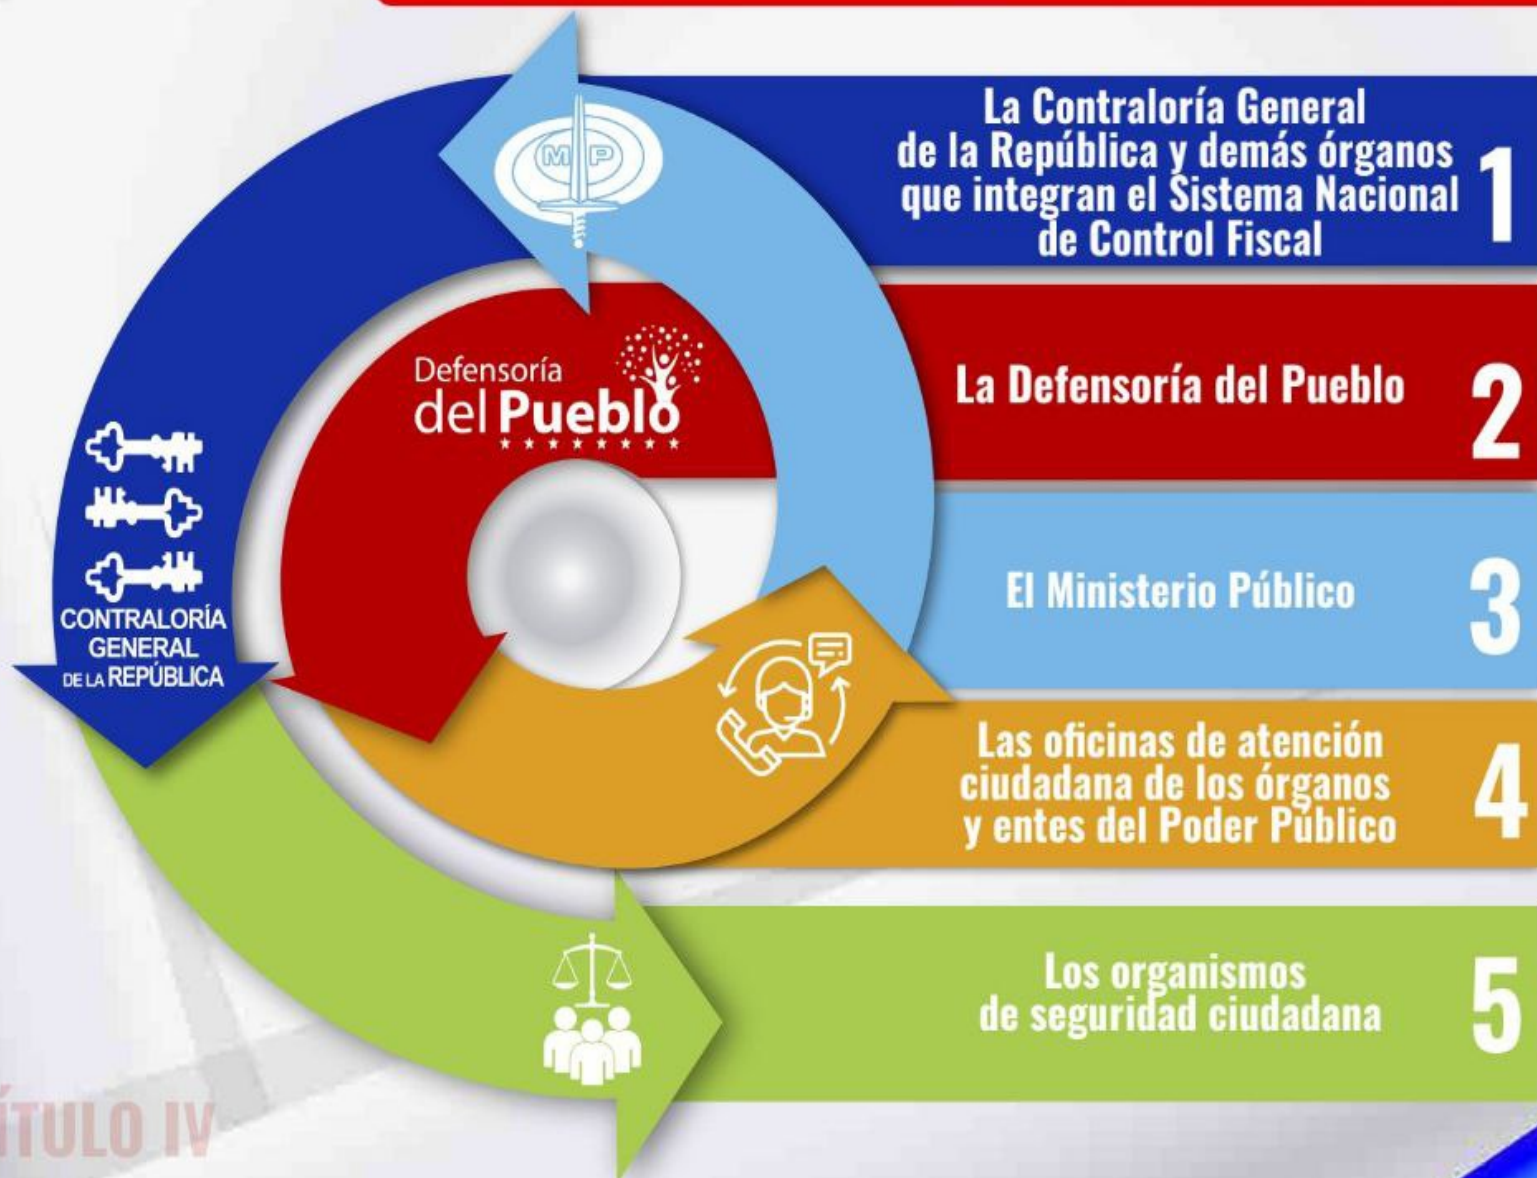 La Contraloría General
de la República y demás órganos
que integran el Sistema Nacional
de Control Fiscal
1
MP
Defensoría
del Pueblo
La Defensoría del Pueblo
2
CONTRALORÍA
GENERAL
DE LA REPÚBLICA
El Ministerio Público
3
Las oficinas de atención
ciudadana de los órganos
y entes del Poder Público
4
Los organismos
de seguridad ciudadana
5
ÍTULO IV